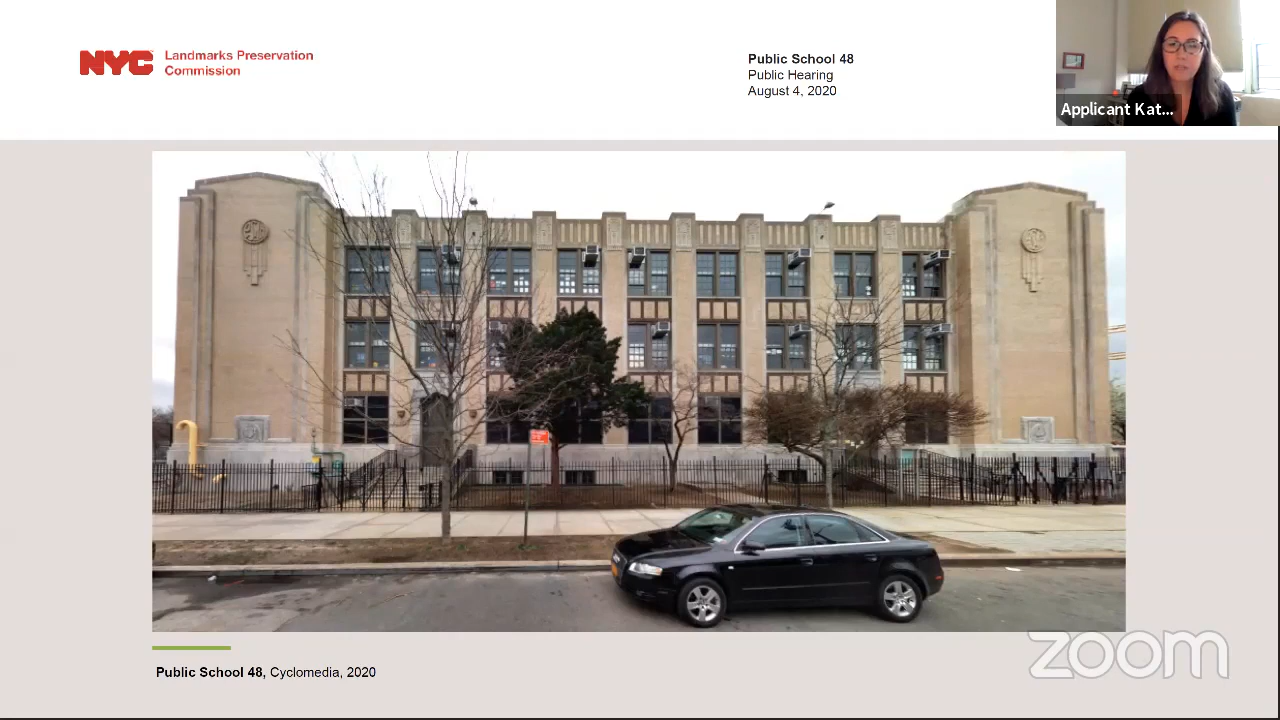 NYC
Landmarks Preservation
Commission
Public School 48
Public Hearing
August 4, 2020
Applicant Kat...
Public School 48, Cyclomedia, 2020
zoom